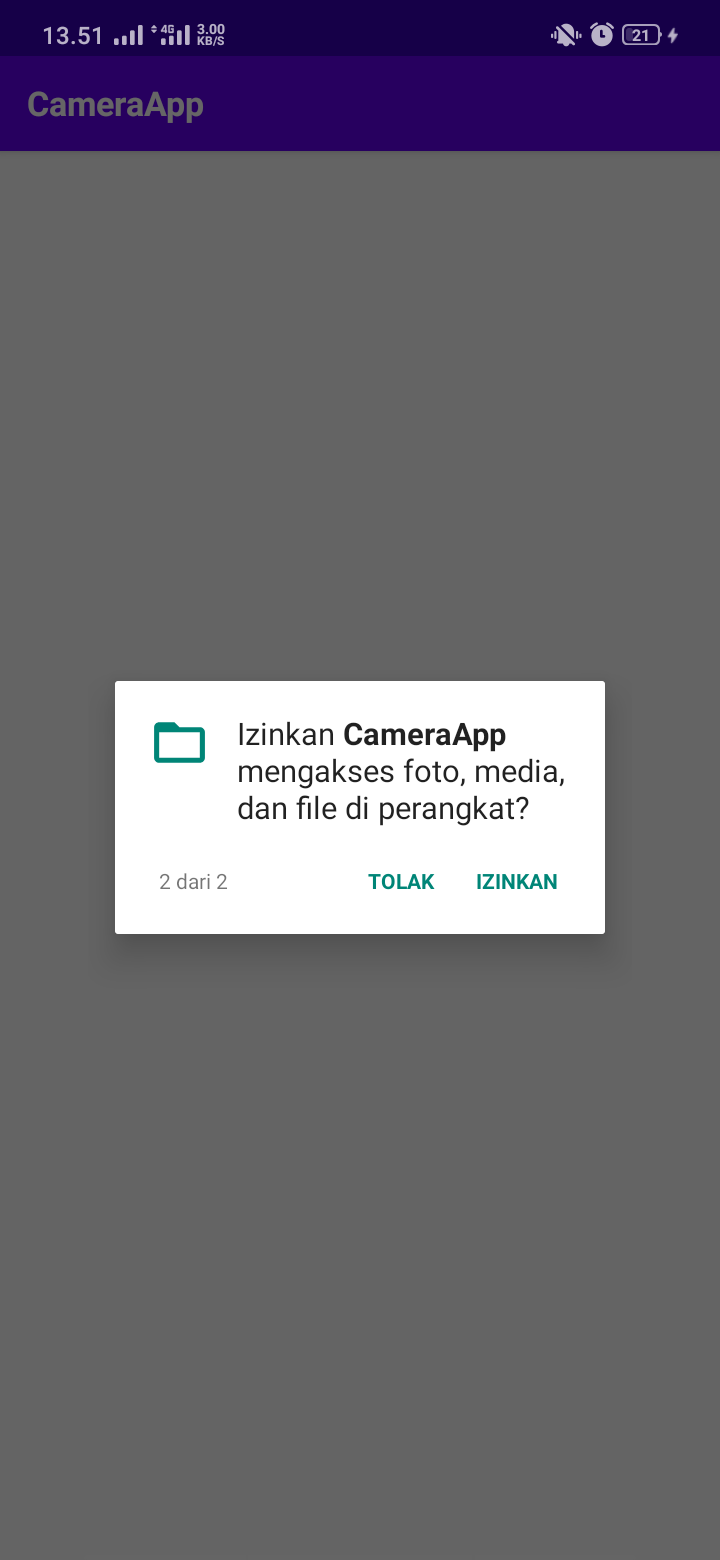 13.51 4G 3.00 KB/S 21
CameraApp
Izinkan CameraApp
mengakses foto, media,
dan file di perangkat?
2 dari 2 TOLAK IZINKAN